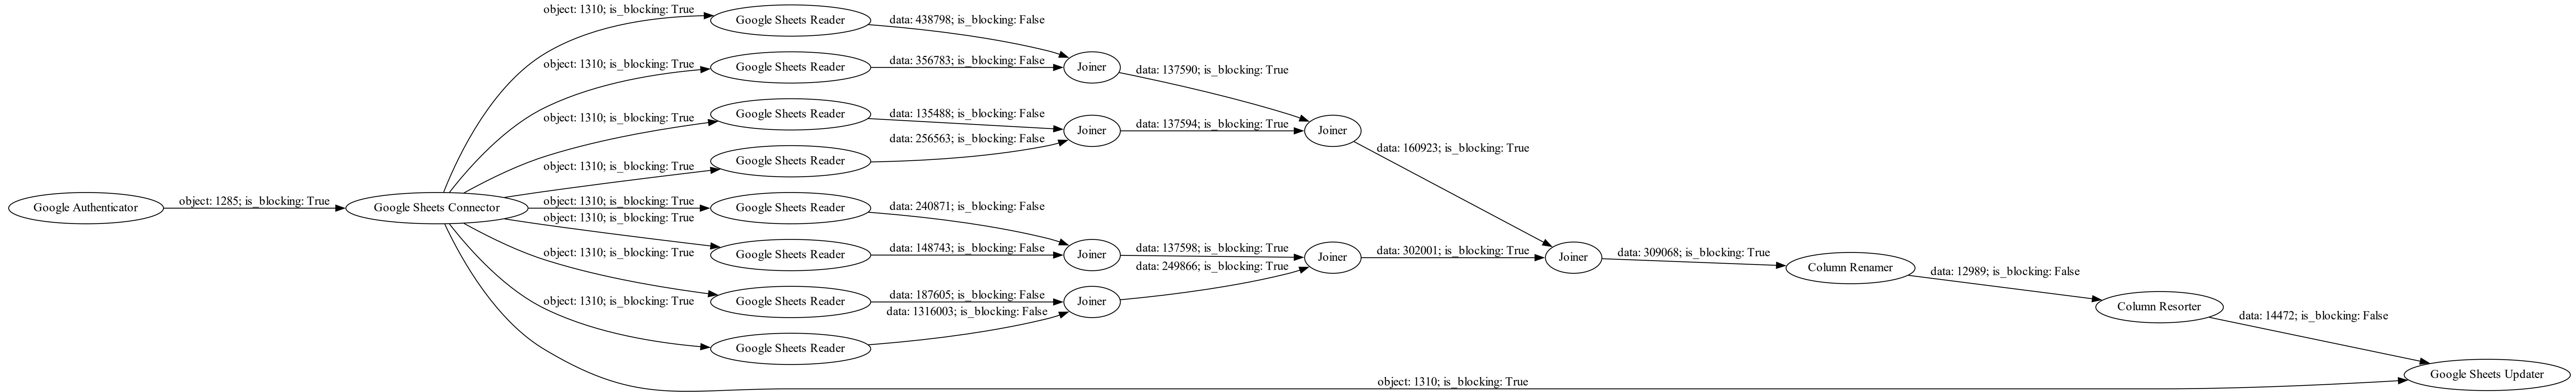 Google Authenticator
object: 1285; is_blocking: True
Google Sheets Connector
object: 1310; is_blocking: True
Google Sheets Reader
data: 438798; is_blocking: False
object: 1310; is_blocking: True
Google Sheets Reader
data: 356783; is_blocking: False
Joiner
data: 137590; is_blocking: True
object: 1310; is_blocking: True
Google Sheets Reader
data: 135488; is_blocking: False
object: 1310; is_blocking: True
Google Sheets Reader
data: 256563; is_blocking: False
Joiner
data: 137594; is_blocking: True
Joiner
data: 160923; is_blocking: True
object: 1310; is_blocking: True
Google Sheets Reader
data: 240871; is_blocking: False
object: 1310; is_blocking: True
Google Sheets Reader
data: 148743; is_blocking: False
Joiner
data: 137598; is_blocking: True
data: 249866; is_blocking: True
Joiner
data: 302001; is_blocking: True
Joiner
data: 309068; is_blocking: True
Column Renamer
data: 12989; is_blocking: False
object: 1310; is_blocking: True
Google Sheets Reader
data: 187605; is_blocking: False
Joiner
object: 1310; is_blocking: True
Google Sheets Reader
data: 1316003; is_blocking: False
Column Resorter
data: 14472; is_blocking: False
object: 1310; is_blocking: True
Google Sheets Updater